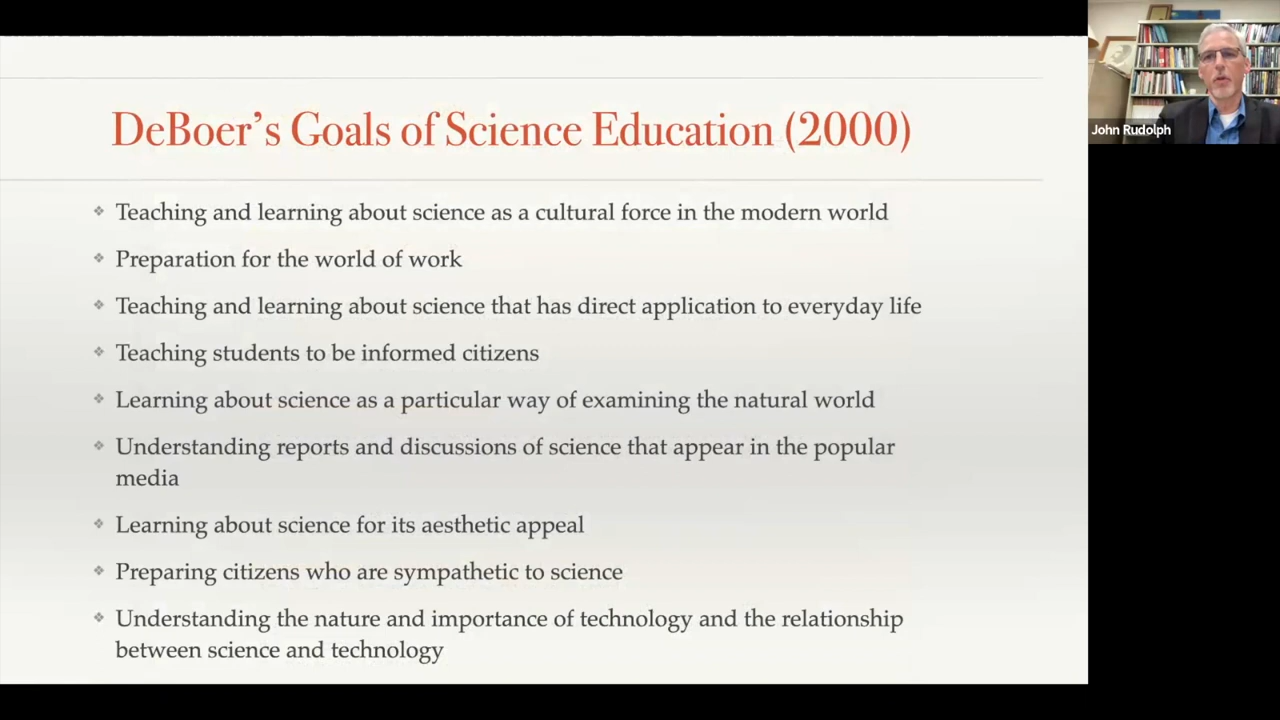 DeBoer's Goals of Science Education (2000)
Teaching and learning about science as a cultural force in the modern world
Preparation for the world of work
Teaching and learning about science that has direct application to everyday life
Teaching students to be informed citizens
Learning about science as a particular way of examining the natural world
Understanding reports and discussions of science that appear in the popular
media
Learning about science for its aesthetic appeal
Preparing citizens who are sympathetic to science
Understanding the nature and importance of technology and the relationship
between science and technology
John Rudolph